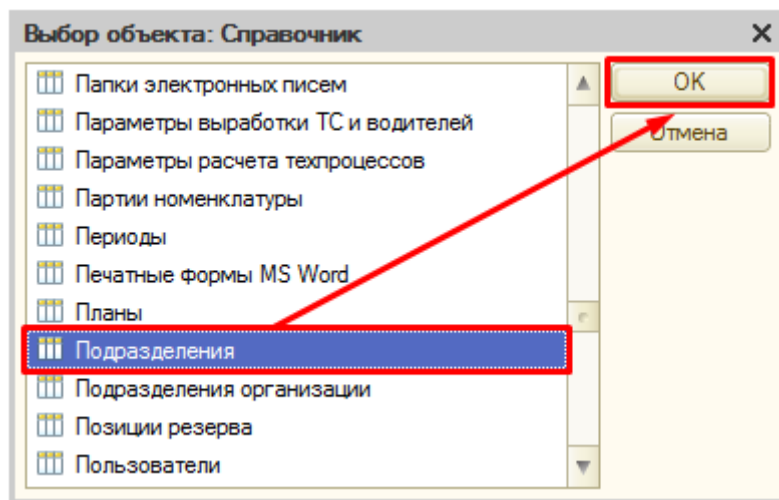 Выбор объекта: Справочник
Папки электронных писем
OK
Параметры выработки ТС и водителей
Отмена
Параметры расчета техпроцессов
Партии номенклатуры
Периоды
Печатные формы MS Word
Планы
Подразделения
Подразделения организации
Позиции резерва
Пользователи